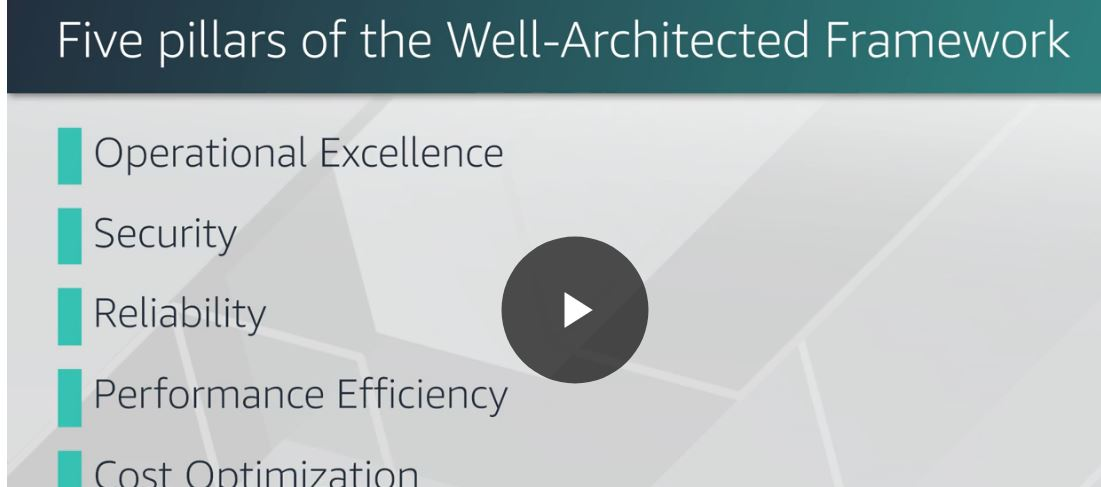 Five pillars of the Well-Architected Framework
Operational Excellence
Security
Reliability
Performance Efficiency
Cost Optimization